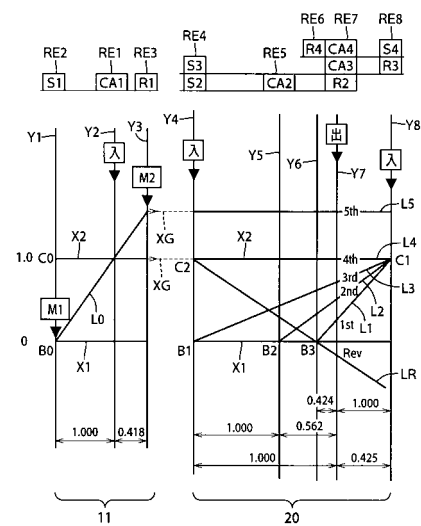 RE6 RE7 RE8
RE4
R4 CA4 S4
RE2 RE1 RE3 S3 RE5 CA3 R3
S1 CA1 R1 S2 CA2 R2
Y1 Y2 Y3 Y4 Y5 Y6 Y7 Y8
入 入 出 入
M2
5th L5
XG
1.0 C0 X2 X2 4th L4
XG C2 C1
3rd L3
2nd L2
M1 L0 1st L1
0 B0 B1 B2 B3 Rev
X1 X1
LR
0.424 1.000
1.000 0.418 1.000 0.562
1.000 0.425
11 20